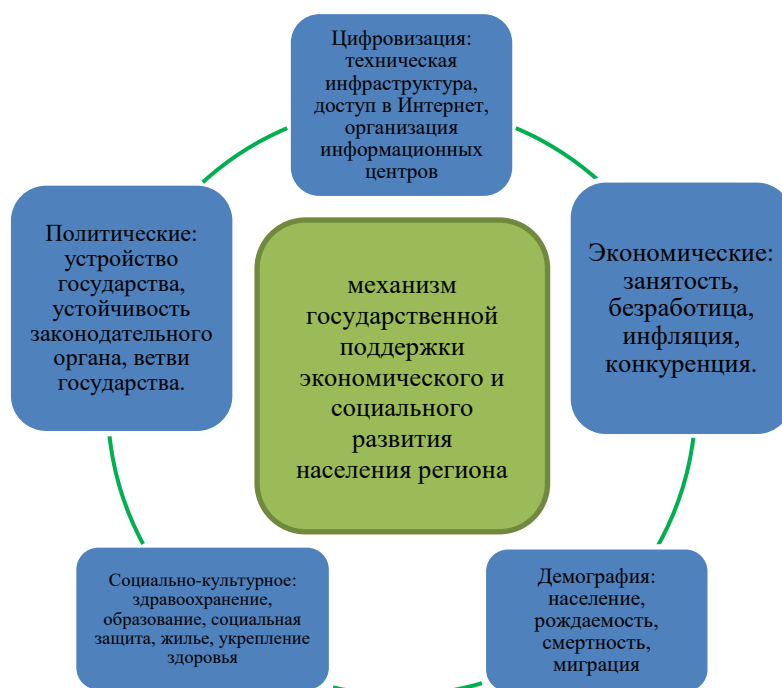 Цифровизация:
техническая
инфраструктура,
доступ в Интернет,
организация
информационных
центров
Политические:
устройство
государства,
устойчивость
законодательного
органа, ветви
государства.
механизм
государственной
поддержки
экономического и
социального
развития
населения региона
Экономические:
занятость,
безработица,
инфляция,
конкуренция.
Социально-культурное:
здравоохранение,
образование, социальная
защита, жилье, укрепление
здоровья
Демография:
население,
рождаемость,
смертность,
миграция